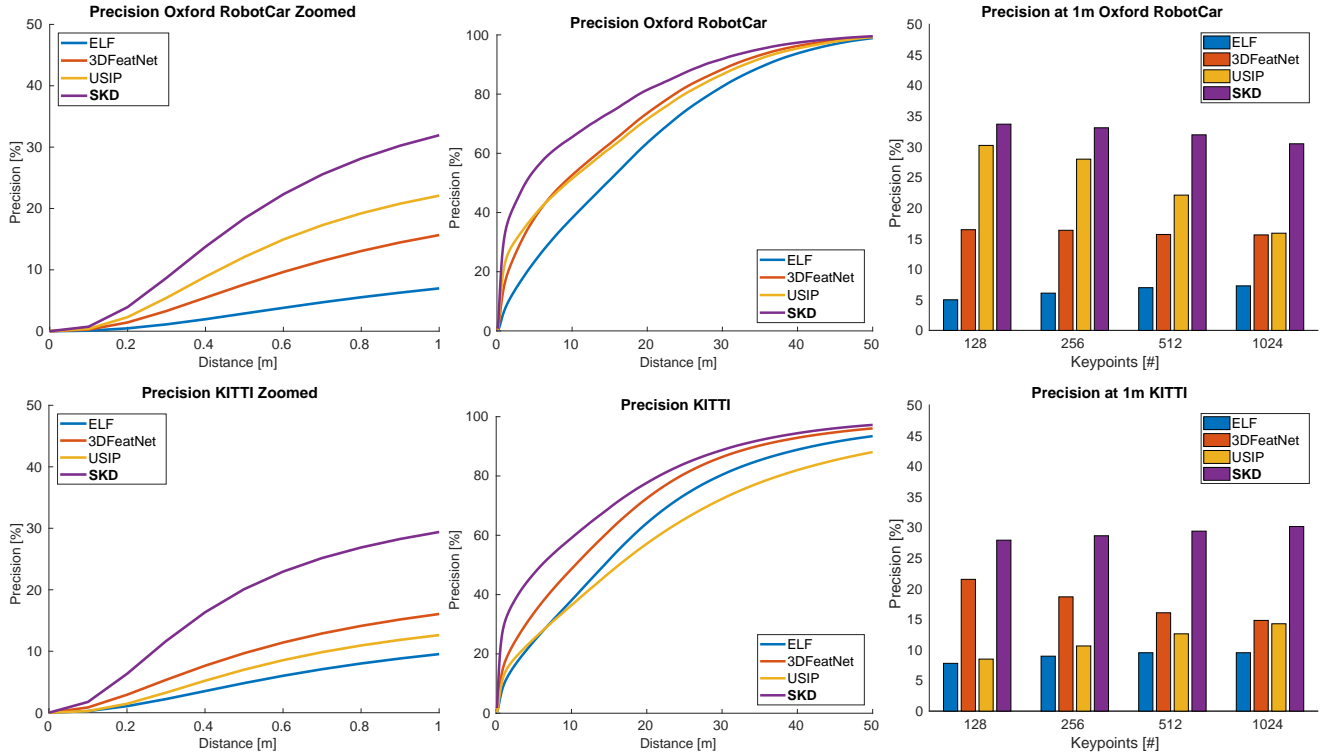 Precision Oxford RobotCar Zoomed
50
40
30
20
10
0
Precision [%]
ELF
3DFeatNet
USIP
SKD
0
0.2
0.4
0.6
0.8
1
Distance [m]
Precision Oxford RobotCar
100
80
60
40
20
0
Precision [%]
ELF
3DFeatNet
USIP
SKD
0
10
20
30
40
50
Distance [m]
Precision at 1m Oxford RobotCar
50
45
40
35
30
25
20
15
10
5
0
Precision [%]
ELF
3DFeatNet
USIP
SKD
128
256
512
1024
Keypoints [#]
Precision KITTI Zoomed
50
40
30
20
10
0
Precision [%]
ELF
3DFeatNet
USIP
SKD
0
0.2
0.4
0.6
0.8
1
Distance [m]
Precision KITTI
100
80
60
40
20
0
Precision [%]
ELF
3DFeatNet
USIP
SKD
0
10
20
30
40
50
Distance [m]
Precision at 1m KITTI
50
45
40
35
30
25
20
15
10
5
0
Precision [%]
ELF
3DFeatNet
USIP
SKD
128
256
512
1024
Keypoints [#]